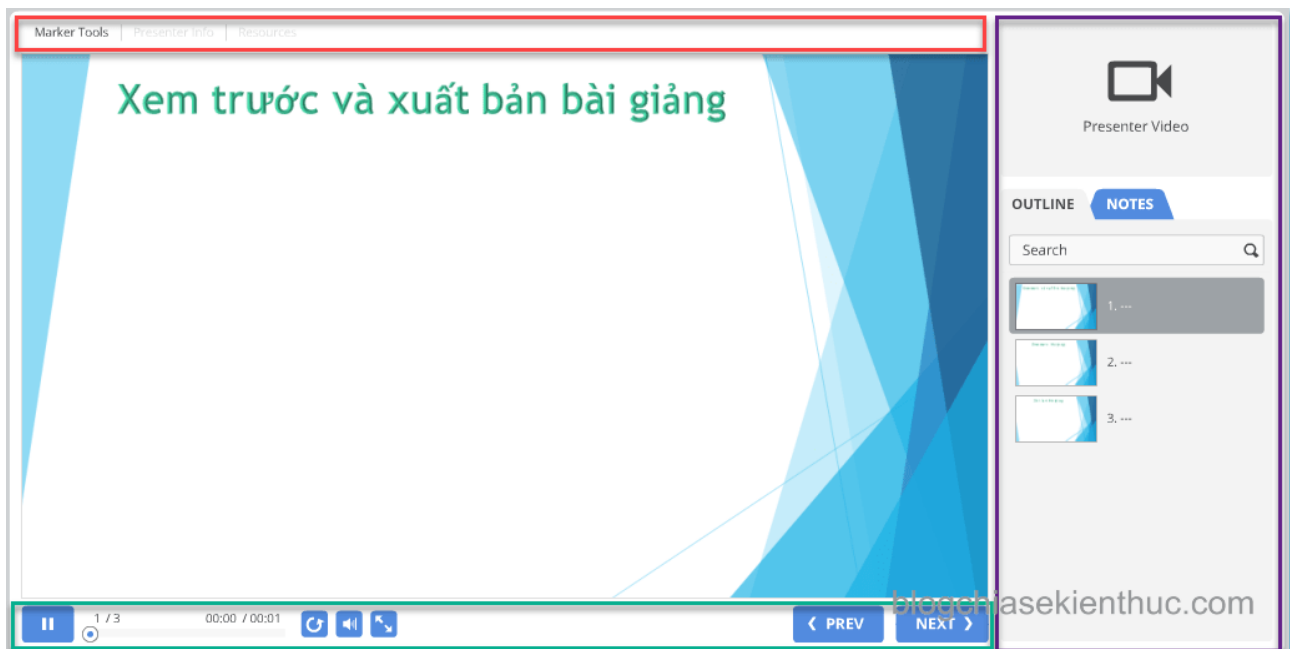 Marker Tools
Presenter Info
Resources
Xem trước và xuất bản bài giảng
Presenter Video
OUTLINE
NOTES
Search
1. ---
2. ---
3. ---
1 / 3
00:00 / 00:01
PREV
NEXT
blogchiasekienthuc.com